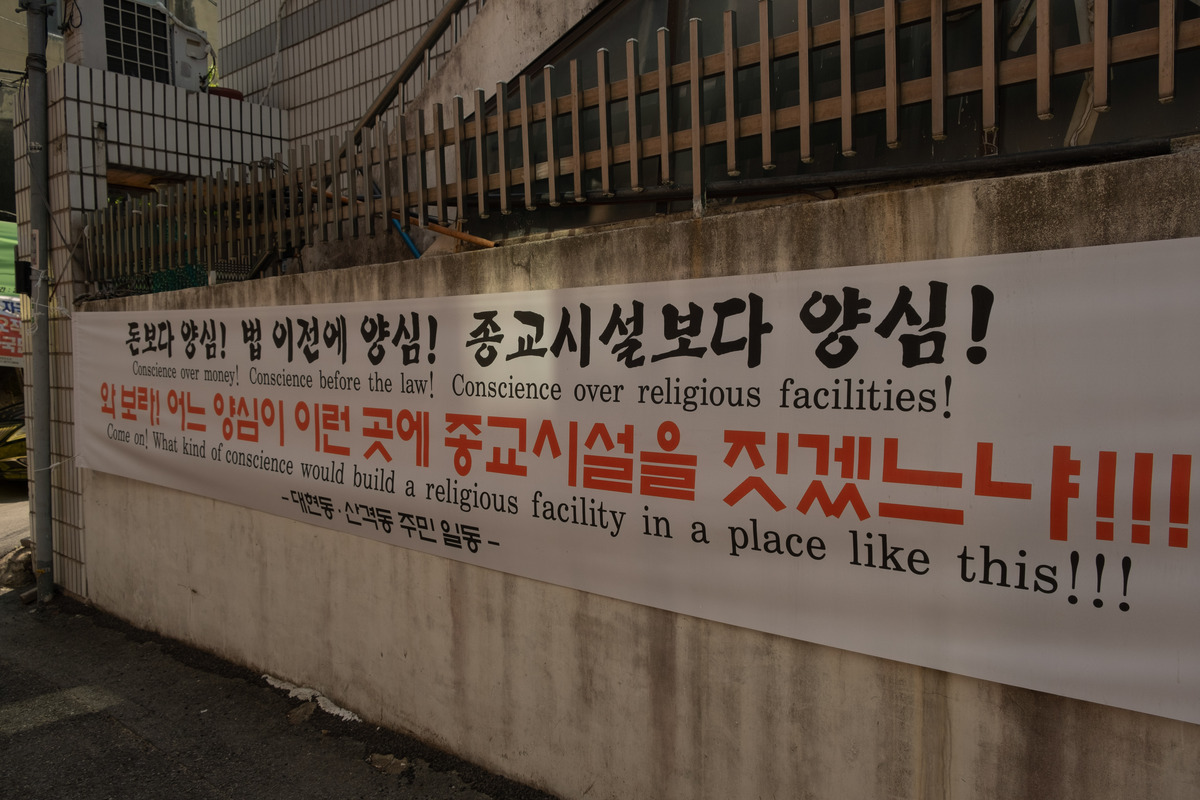 돈보다 양심! 법 이전에 양심! 종교시설보다 양심!
Conscience over money! Conscience before the law! Conscience over religious facilities!
와 보라! 어느 양심이 이런 곳에 종교시설을 짓겠느냐!!!
Come on! What kind of conscience would build a religious facility in a place like this!!!
- 대현동 · 산격동 주민 일동 -